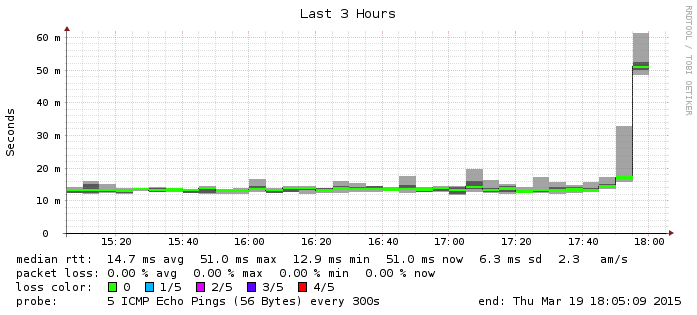 Last 3 Hours
RRDTOOL / TOBI OETIKER
Seconds
60 m
50 m
40 m
30 m
20 m
10 m
0
15:20 15:40 16:00 16:20 16:40 17:00 17:20 17:40 18:00
median rtt: 14.7 ms avg 51.0 ms max 12.9 ms min 51.0 ms now 6.3 ms sd 2.3 am/s
packet loss: 0.00 % avg 0.00 % max 0.00 % min 0.00 % now
loss color: 0 1/5 2/5 3/5 4/5
probe: 5 ICMP Echo Pings (56 Bytes) every 300s end: Thu Mar 19 18:05:09 2015